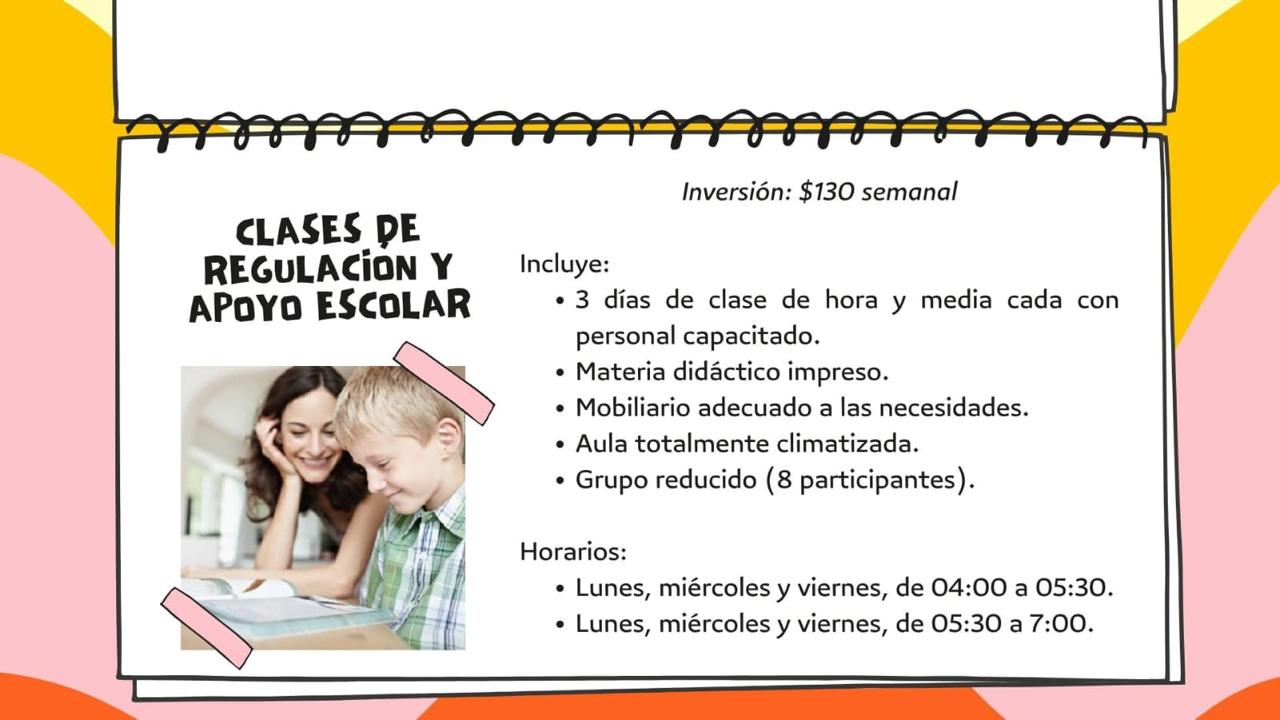 CLASES DE
REGULACIÓN Y
APOYO ESCOLAR
Inversión: $130 semanal
Incluye:
• 3 días de clase de hora y media cada con
personal capacitado.
• Materia didáctico impreso.
• Mobiliario adecuado a las necesidades.
• Aula totalmente climatizada.
• Grupo reducido (8 participantes).
Horarios:
• Lunes, miércoles y viernes, de 04:00 a 05:30.
• Lunes, miércoles y viernes, de 05:30 a 7:00.